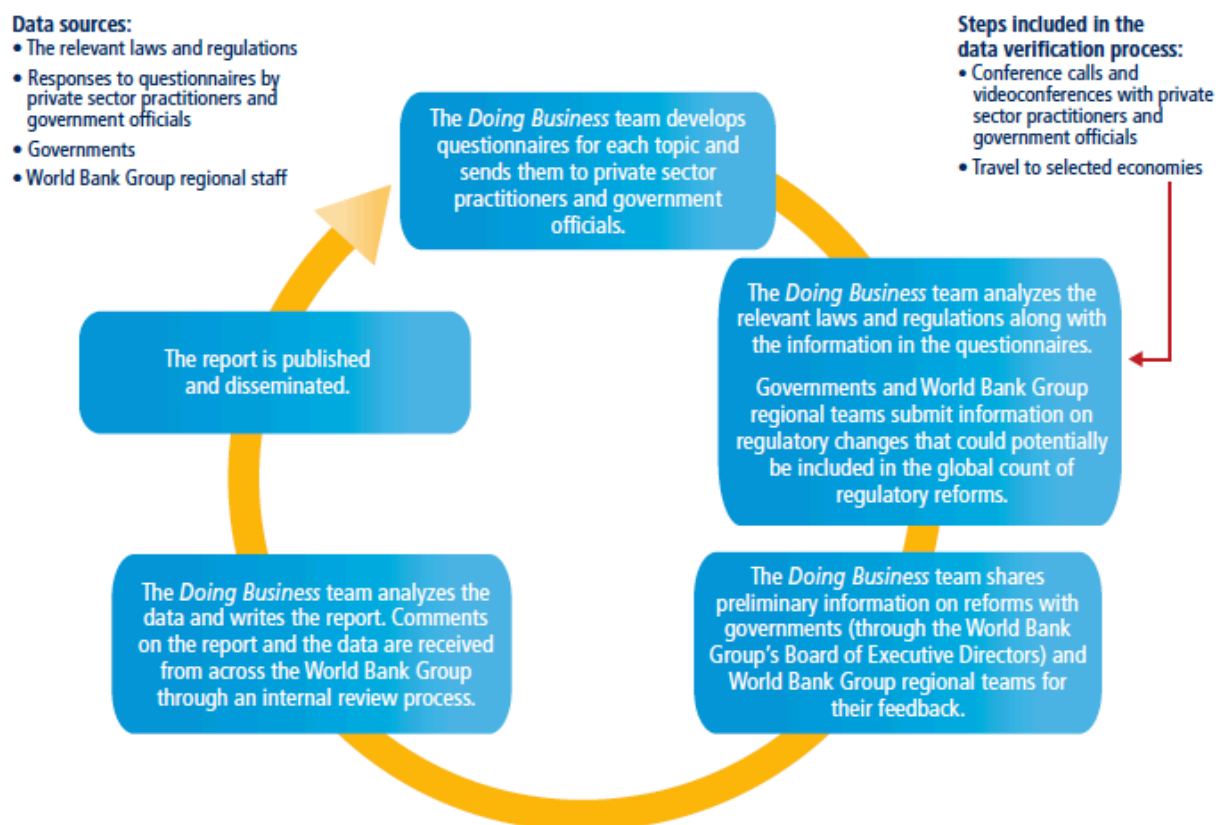 Data sources:
• The relevant laws and regulations
• Responses to questionnaires by
private sector practitioners and
government officials
• Governments
• World Bank Group regional staff
Steps included in the
data verification process:
• Conference calls and
videoconferences with private
sector practitioners and
government officials
• Travel to selected economies
The Doing Business team develops
questionnaires for each topic and
sends them to private sector
practitioners and government
officials.
The Doing Business team analyzes the
relevant laws and regulations along with
the information in the questionnaires.
Governments and World Bank Group
regional teams submit information on
regulatory changes that could potentially
be included in the global count of
regulatory reforms.
The Doing Business team shares
preliminary information on reforms with
governments (through the World Bank
Group's Board of Executive Directors) and
World Bank Group regional teams for
their feedback.
The Doing Business team analyzes the
data and writes the report. Comments
on the report and the data are received
from across the World Bank Group
through an internal review process.
The report is published
and disseminated.